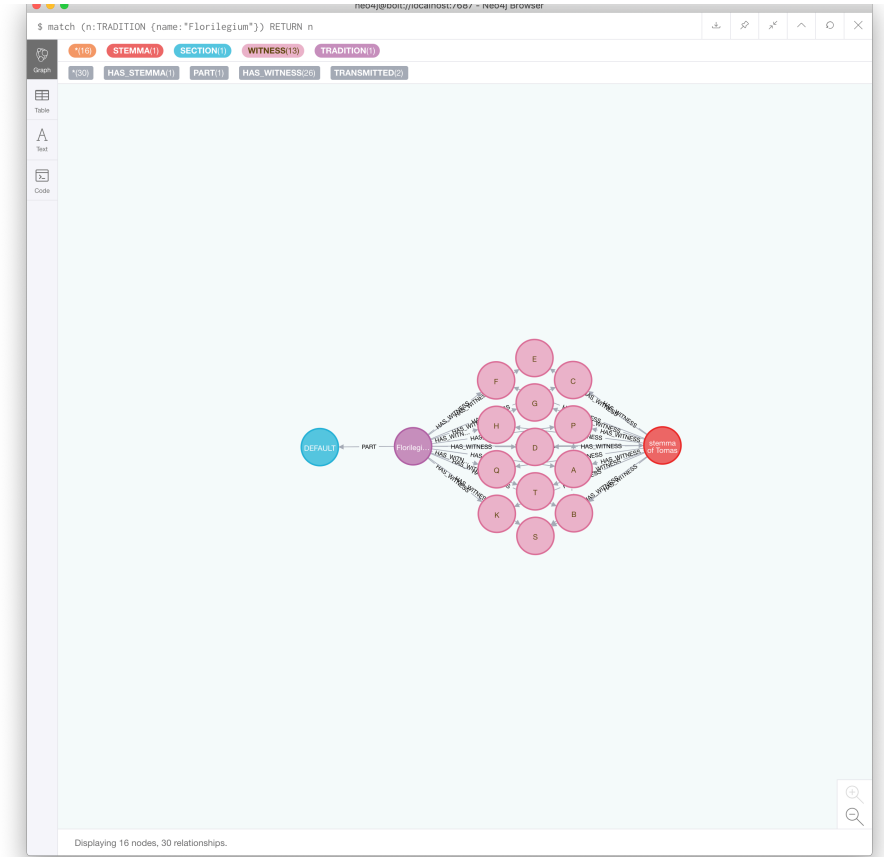 neo4j@bolt://localhost:7687 - Neo4j Browser
$ match (n:TRADITION {name:"Florilegium"}) RETURN n
Graph
*(16) STEMMA(1) SECTION(1) WITNESS(13) TRADITION(1)
*(30) HAS_STEMMA(1) PART(1) HAS_WITNESS(26) TRANSMITTED(2)
Table
A
Text
Code
E
F
C
G
H
P
DEFAULT
PART
Florilegi...
HAS_WITNESS
D
HAS_WITNESS
stemma
of Tomas
Q
A
T
K
B
S
Displaying 16 nodes, 30 relationships.